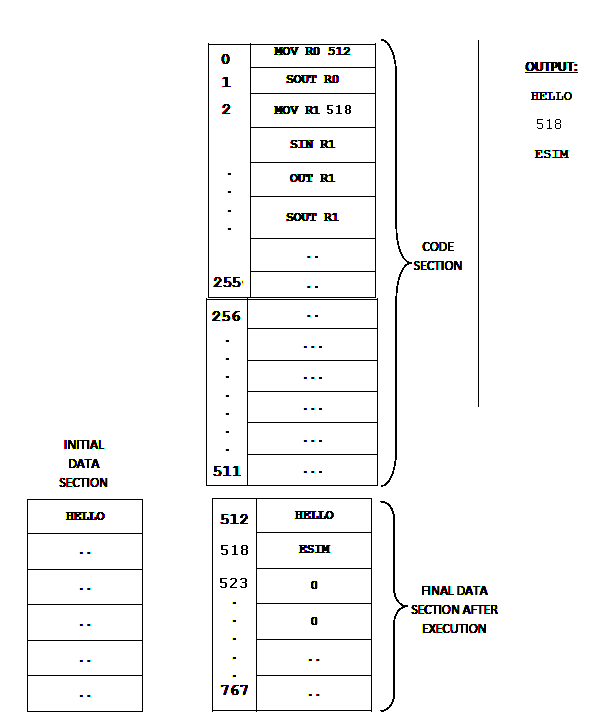 0 MOV R0 512
1 SOUT R0
2 MOV R1 518
SIN R1
. OUT R1
.
. SOUT R1
.
. .
255 . .
256 . .
. . . .
. . . .
. . . .
. . . .
. . . .
511 . . .
CODE
SECTION
OUTPUT:
HELLO
518
ESIM
INITIAL
DATA
SECTION
HELLO
. .
. .
. .
. .
. .
512 HELLO
518 ESIM
523 0
. 0
. . .
767 . .
FINAL DATA
SECTION AFTER
EXECUTION